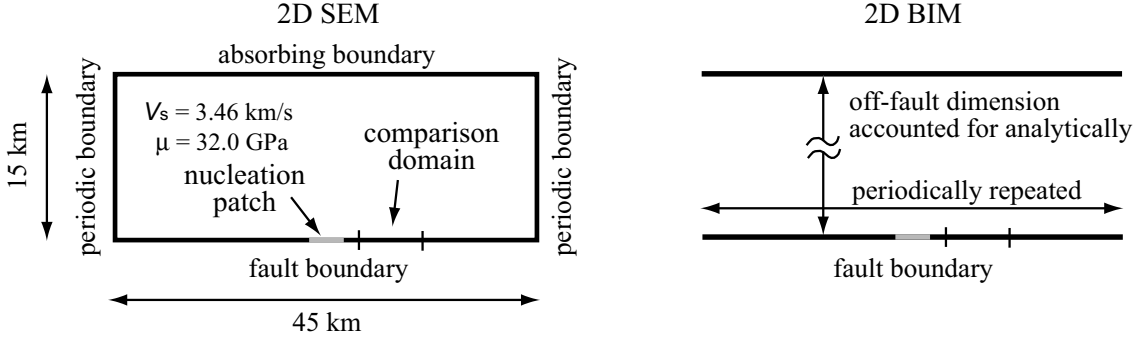 2D SEM
absorbing boundary
periodic boundary
15 km
Vs = 3.46 km/s
μ = 32.0 GPa
comparison
domain
nucleation
patch
periodic boundary
fault boundary
45 km
2D BIM
off-fault dimension
accounted for analytically
periodically repeated
fault boundary